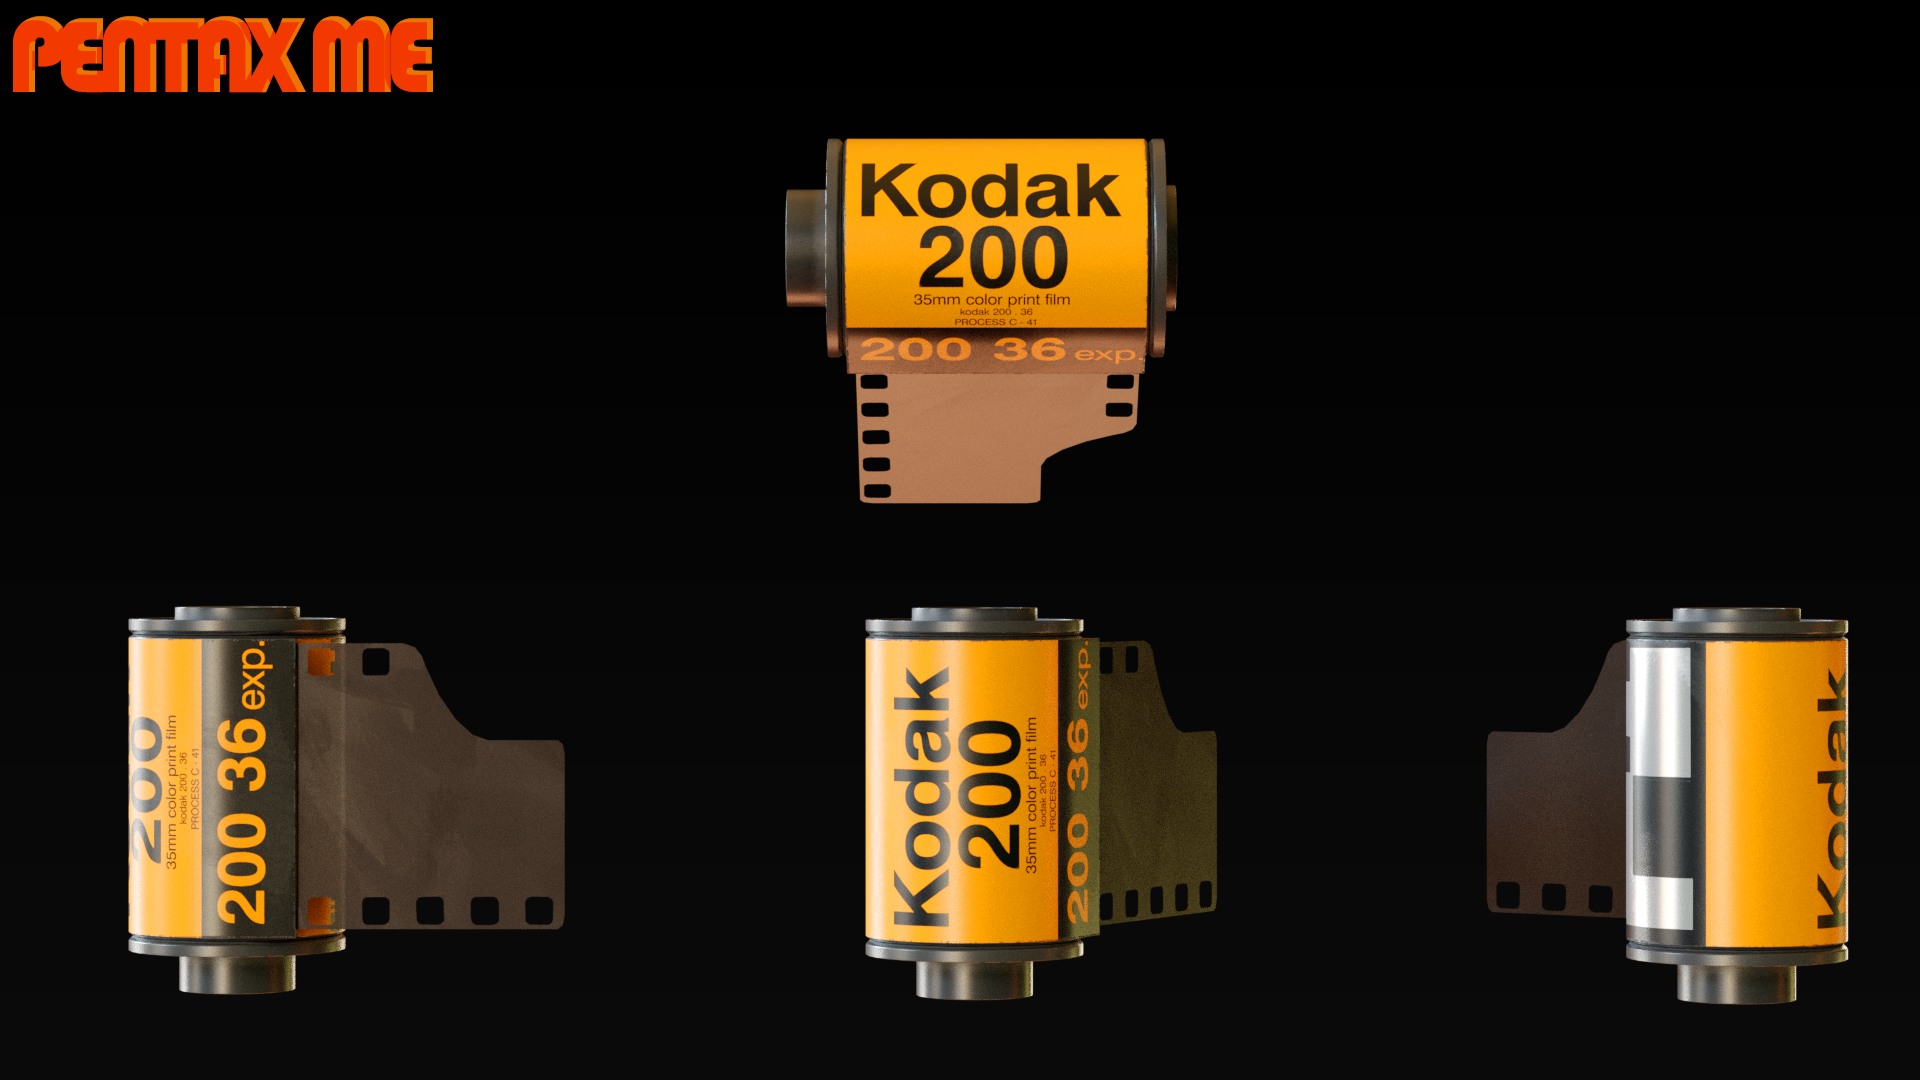 PENTAX ME
Kodak
200
35mm color print film
kodak 200 . 36
PROCESS C - 41
200 36 exp.
200
35mm color print film
kodak 200 . 36
PROCESS C - 41
200 36 exp.
Kodak
200
35mm color print film
kodak 200 . 36
PROCESS C - 41
200 36 exp.
Kodak